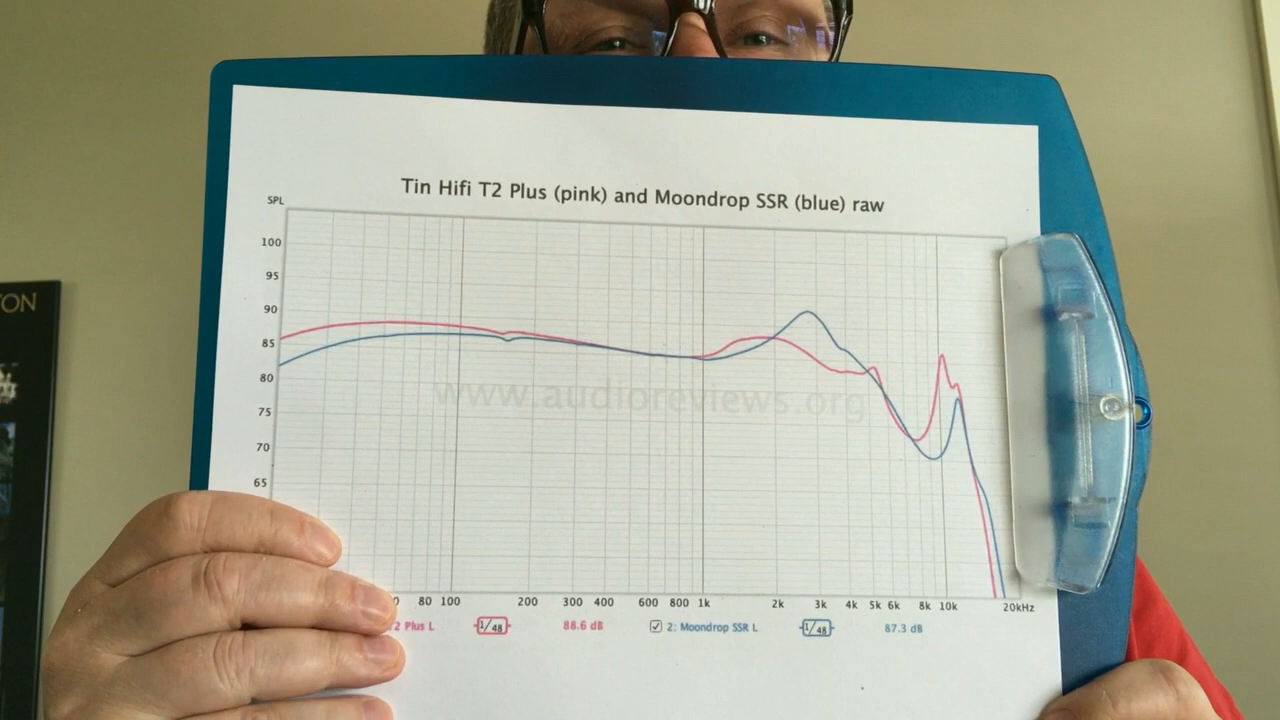 Tin Hifi T2 Plus (pink) and Moondrop SSR (blue) raw
SPL
100
95
90
85
80
75
70
65
www.audioreviews.org
80 100 200 300 400 600 800 1k 2k 3k 4k 5k 6k 8k 10k 20kHz
2 Plus L 1/48 88.6 dB 2: Moondrop SSR L 1/48 87.3 dB
ON